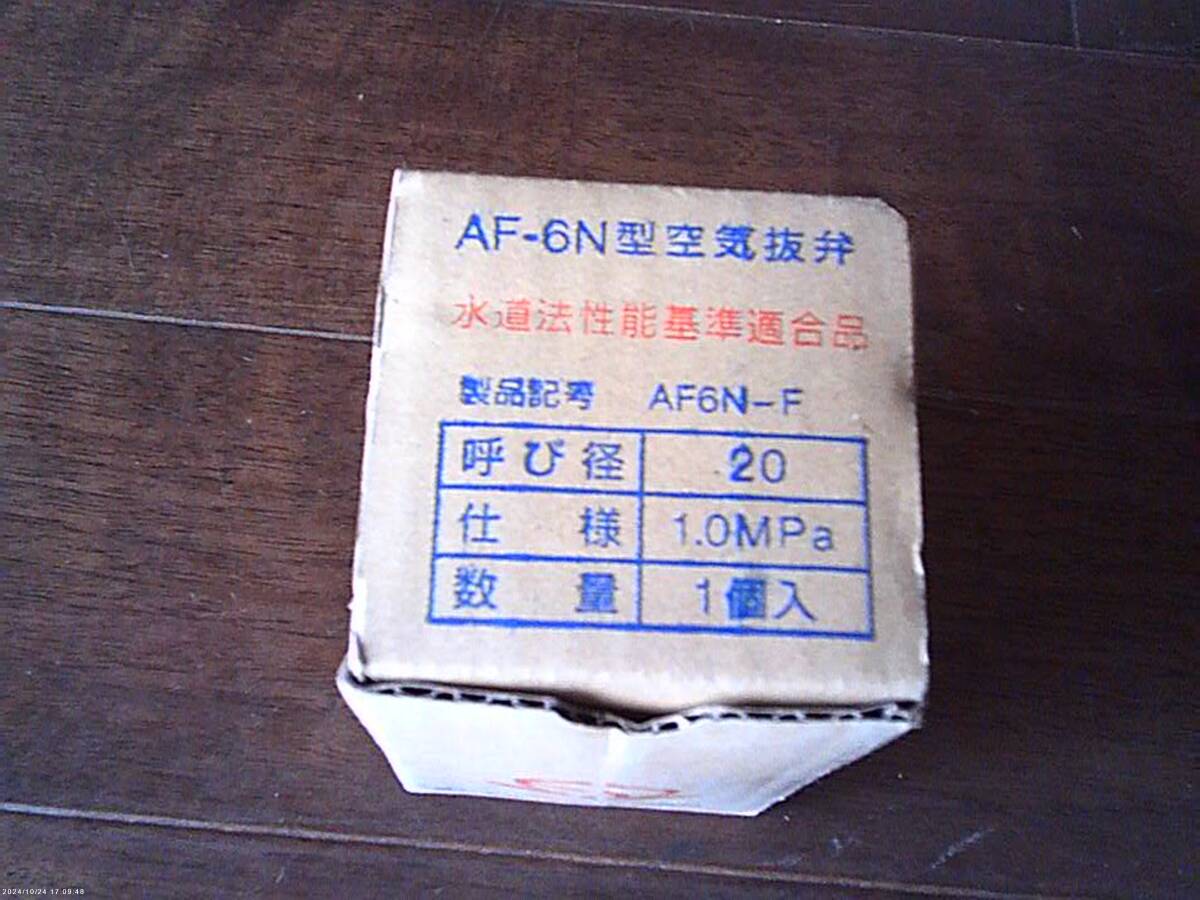 AF-6N型空気抜弁
水道法性能基準適合品
製品記号 AF6N-F
呼び径 20
仕様 1.0MPa
数量 1個入
2024/10/24 17:09:48